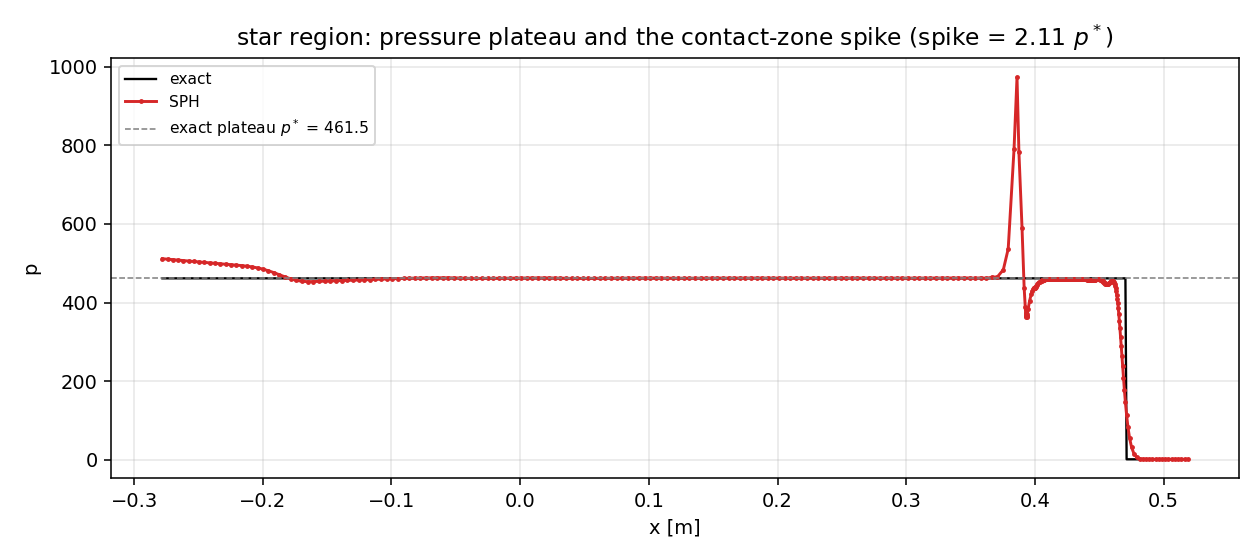 star region: pressure plateau and the contact-zone spike (spike = 2.11 p*)
exact
SPH
exact plateau p* = 461.5
1000
800
600
400
200
0
p
−0.3 −0.2 −0.1 0.0 0.1 0.2 0.3 0.4 0.5
x [m]